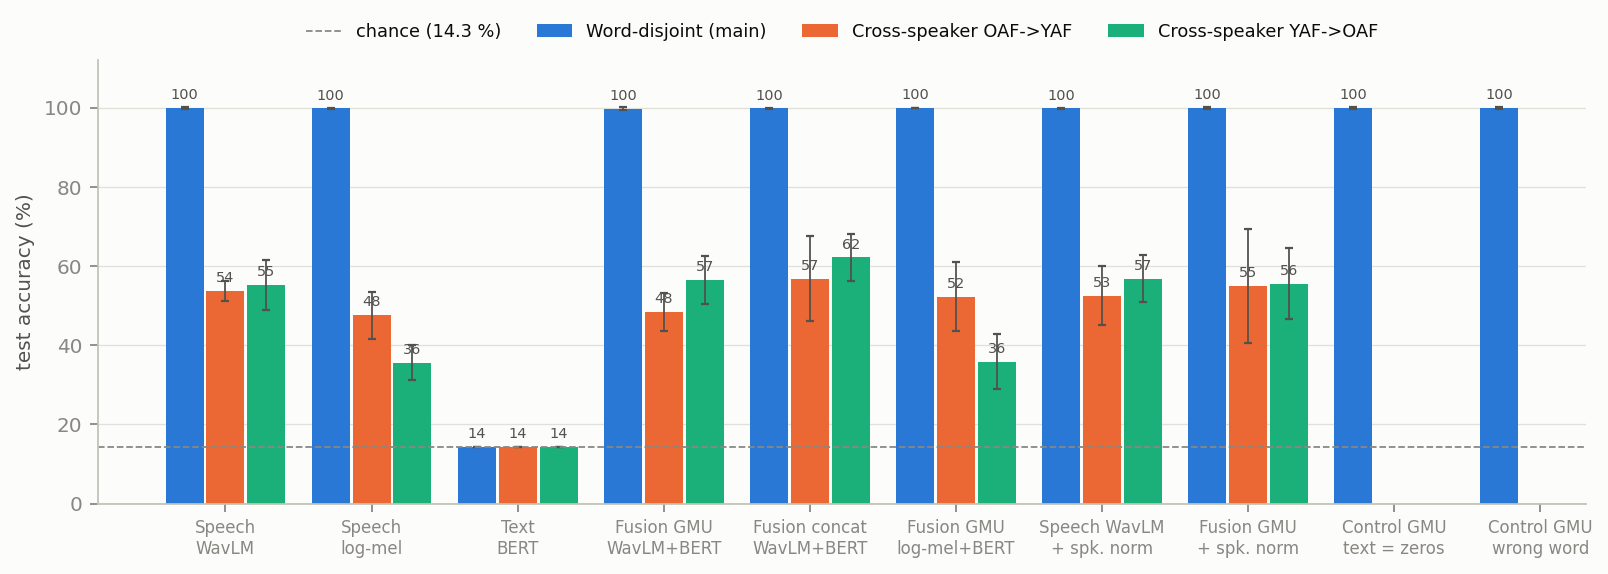 chance (14.3 %)
Word-disjoint (main)
Cross-speaker OAF->YAF
Cross-speaker YAF->OAF
test accuracy (%)
100
80
60
40
20
0
100
54
55
100
48
36
14
14
14
100
48
57
100
57
62
100
52
36
100
53
57
100
55
56
100
100
Speech
WavLM
Speech
log-mel
Text
BERT
Fusion GMU
WavLM+BERT
Fusion concat
WavLM+BERT
Fusion GMU
log-mel+BERT
Speech WavLM
+ spk. norm
Fusion GMU
+ spk. norm
Control GMU
text = zeros
Control GMU
wrong word